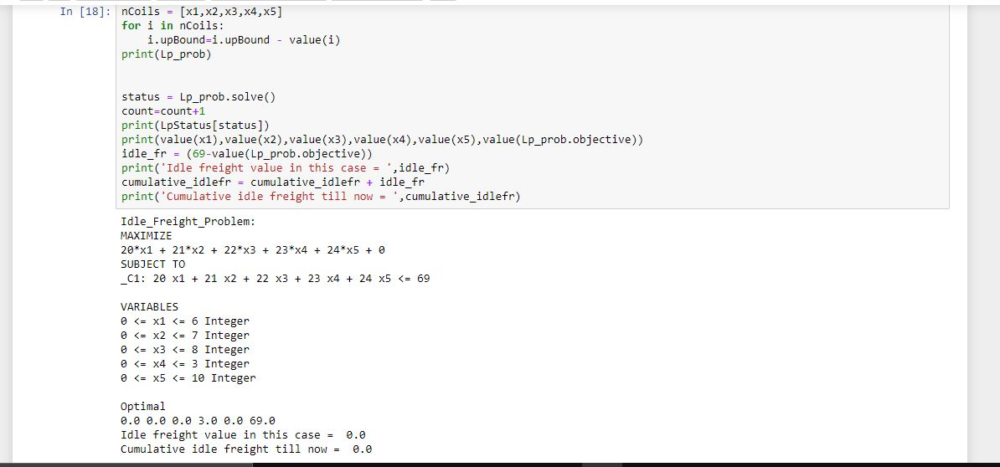 In [18]: nCoils = [x1,x2,x3,x4,x5]
for i in nCoils:
    i.upBound=i.upBound - value(i)
print(Lp_prob)
status = Lp_prob.solve()
count=count+1
print(LpStatus[status])
print(value(x1),value(x2),value(x3),value(x4),value(x5),value(Lp_prob.objective))
idle_fr = (69-value(Lp_prob.objective))
print('Idle freight value in this case = ',idle_fr)
cumulative_idlefr = cumulative_idlefr + idle_fr
print('Cumulative idle freight till now = ',cumulative_idlefr)
Idle_Freight_Problem:
MAXIMIZE
20*x1 + 21*x2 + 22*x3 + 23*x4 + 24*x5 + 0
SUBJECT TO
_C1: 20 x1 + 21 x2 + 22 x3 + 23 x4 + 24 x5 <= 69
VARIABLES
0 <= x1 <= 6 Integer
0 <= x2 <= 7 Integer
0 <= x3 <= 8 Integer
0 <= x4 <= 3 Integer
0 <= x5 <= 10 Integer
Optimal
0.0 0.0 0.0 3.0 0.0 69.0
Idle freight value in this case =  0.0
Cumulative idle freight till now =  0.0